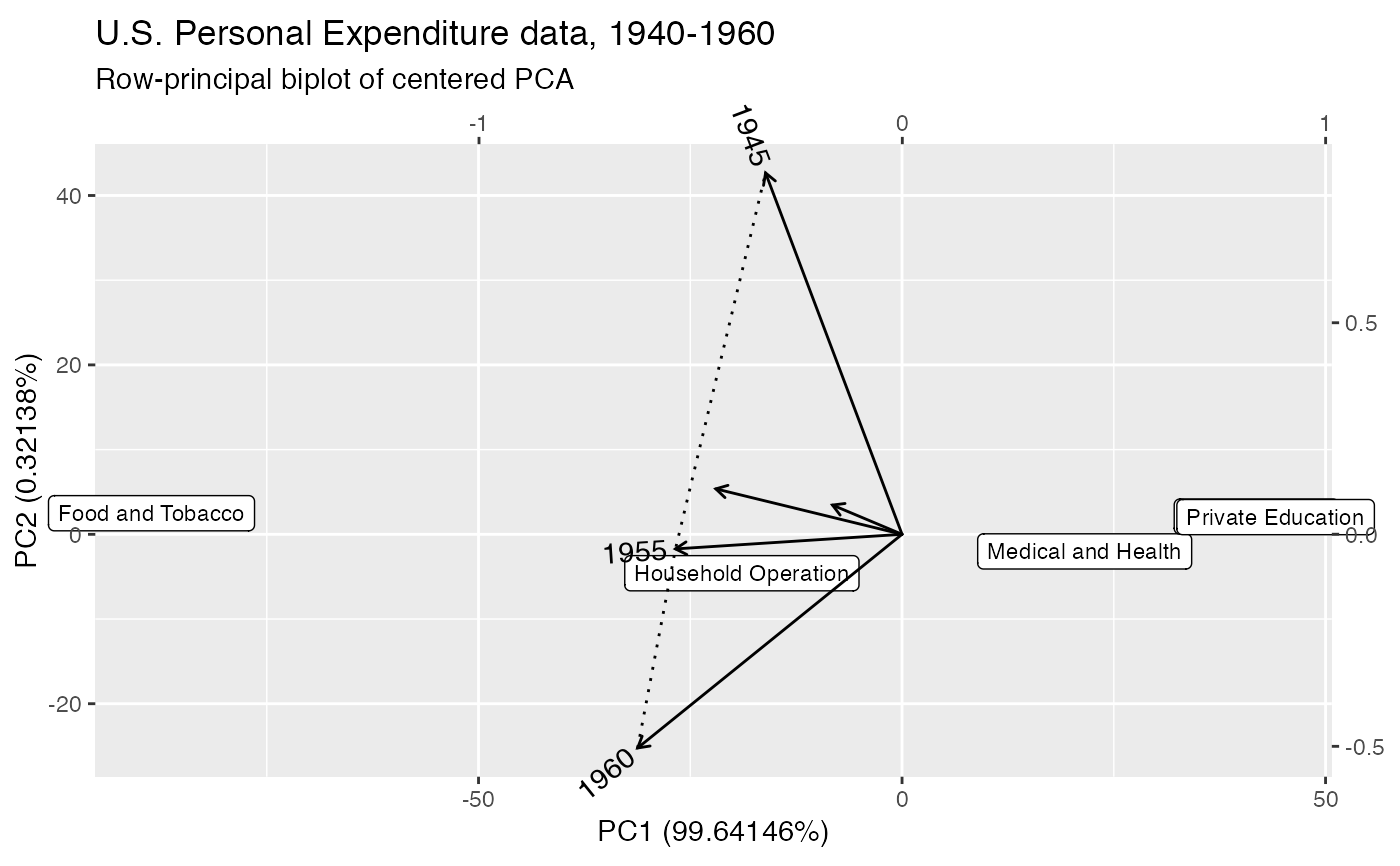 U.S. Personal Expenditure data, 1940-1960
Row-principal biplot of centered PCA
-1 0 1
1945
40
0.5
20
PC2 (0.32138%)
Food and Tobacco
Private Education
0
0.0
1955
Medical and Health
Household Operation
-20
-0.5
1960
-50 0 50
PC1 (99.64146%)